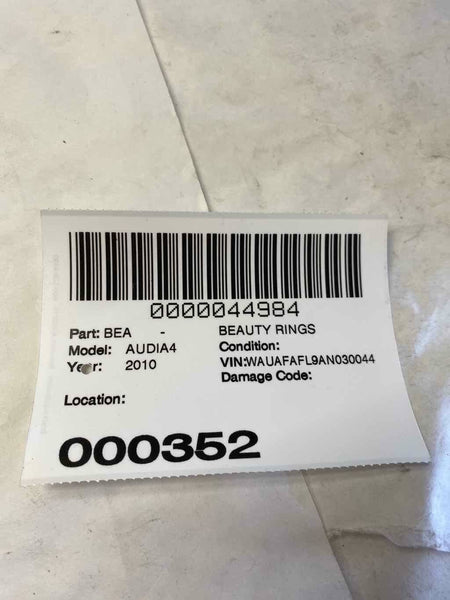 0000044984
Part: BEA - BEAUTY RINGS
Model: AUDIA4 Condition:
Year: 2010 VIN:WAUAFAFL9AN030044
Damage Code:
Location:
000352